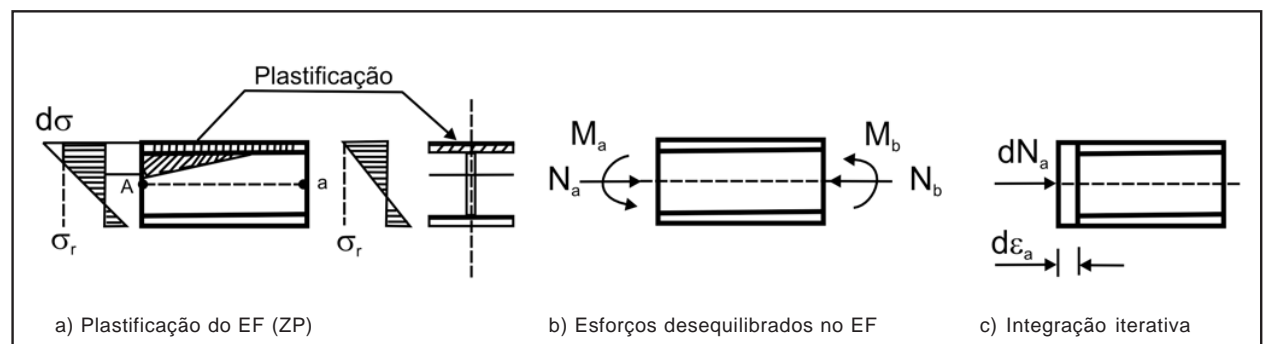 Plastificação
dσ
A
a
σr
σr
Ma
Mb
Na
Nb
dNa
dεa
a) Plastificação do EF (ZP)
b) Esforços desequilibrados no EF
c) Integração iterativa